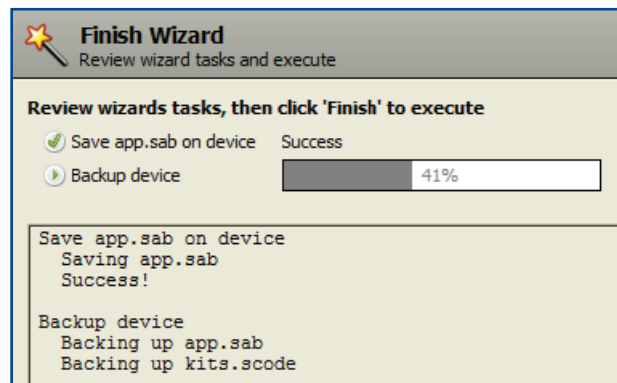 Finish Wizard
Review wizard tasks and execute
Review wizards tasks, then click 'Finish' to execute
Save app.sab on device Success
Backup device 41%
Save app.sab on device
Saving app.sab
Success!
Backup device
Backing up app.sab
Backing up kits.scode